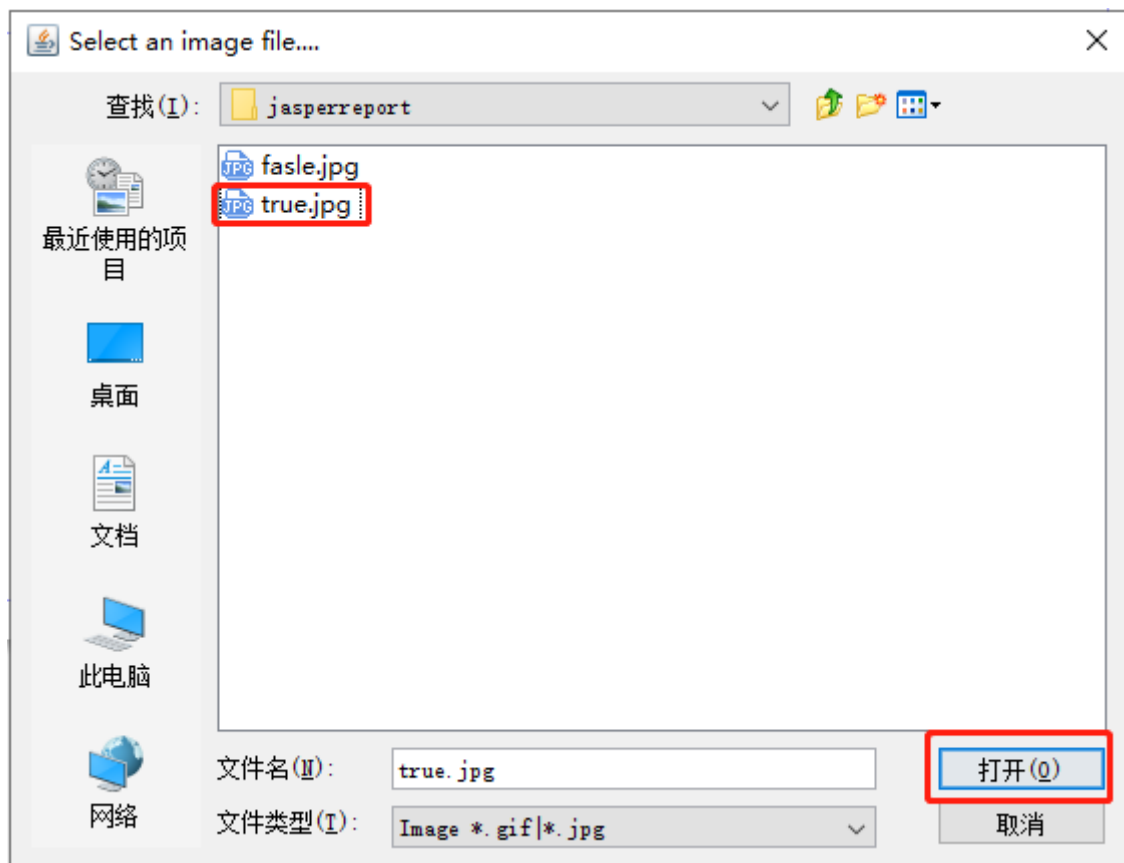 Select an image file....
查找(I):
jasperreport
JPG fasle.jpg
JPG true.jpg
最近使用的项
目
桌面
文档
此电脑
网络
文件名(N):
true.jpg
打开(O)
文件类型(T):
Image *.gif|*.jpg
取消